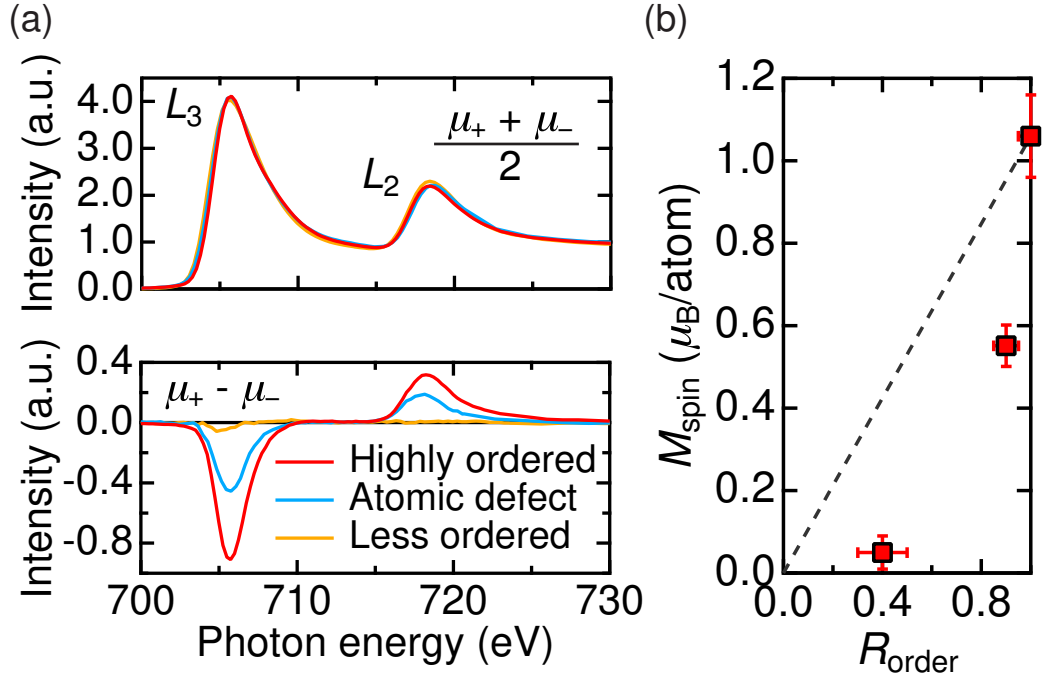 (a)
Intensity (a.u.)
4.0
3.0
2.0
1.0
0.0
L3
L2
μ+ + μ−
2
Intensity (a.u.)
0.4
0.0
-0.4
-0.8
μ+ - μ−
Highly ordered
Atomic defect
Less ordered
700
710
720
730
Photon energy (eV)
(b)
Mspin (μB/atom)
1.2
1.0
0.8
0.6
0.4
0.2
0.0
0.0
0.4
0.8
Rorder